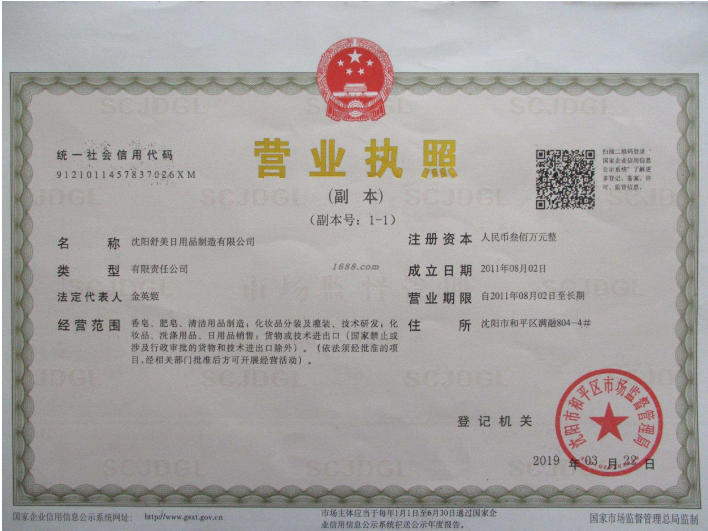 营业执照
(副 本)
(副本号：1-1)
统一社会信用代码
扫描二维码登录
"国家企业信用信息
公示系统"了解更
多登记、备案、许
可、监管信息。
名 称 沈阳舒美日用品制造有限公司
类 型 有限责任公司
法定代表人 金英姬
经营范围 香皂、肥皂、清洁用品制造；化妆品分装及灌装、技术研发；化
妆品、洗涤用品、日用品销售；货物或技术进出口（国家禁止或
涉及行政审批的货物和技术进出口除外）。（依法须经批准的项
目,经相关部门批准后方可开展经营活动）。
注册资本 人民币叁佰万元整
成立日期 2011年08月02日
营业期限 自2011年08月02日至长期
住 所 沈阳市和平区满融804-4#
1688.com
登记机关
沈阳市和平区市场监督管理局
2019 年 03 月 22 日
SCJDGL
市场监督
国家企业信用信息公示系统网址： http://www.gsxt.gov.cn
市场主体应当于每年1月1日至6月30日通过国家企
业信用信息公示系统报送公示年度报告。
国家市场监督管理总局监制